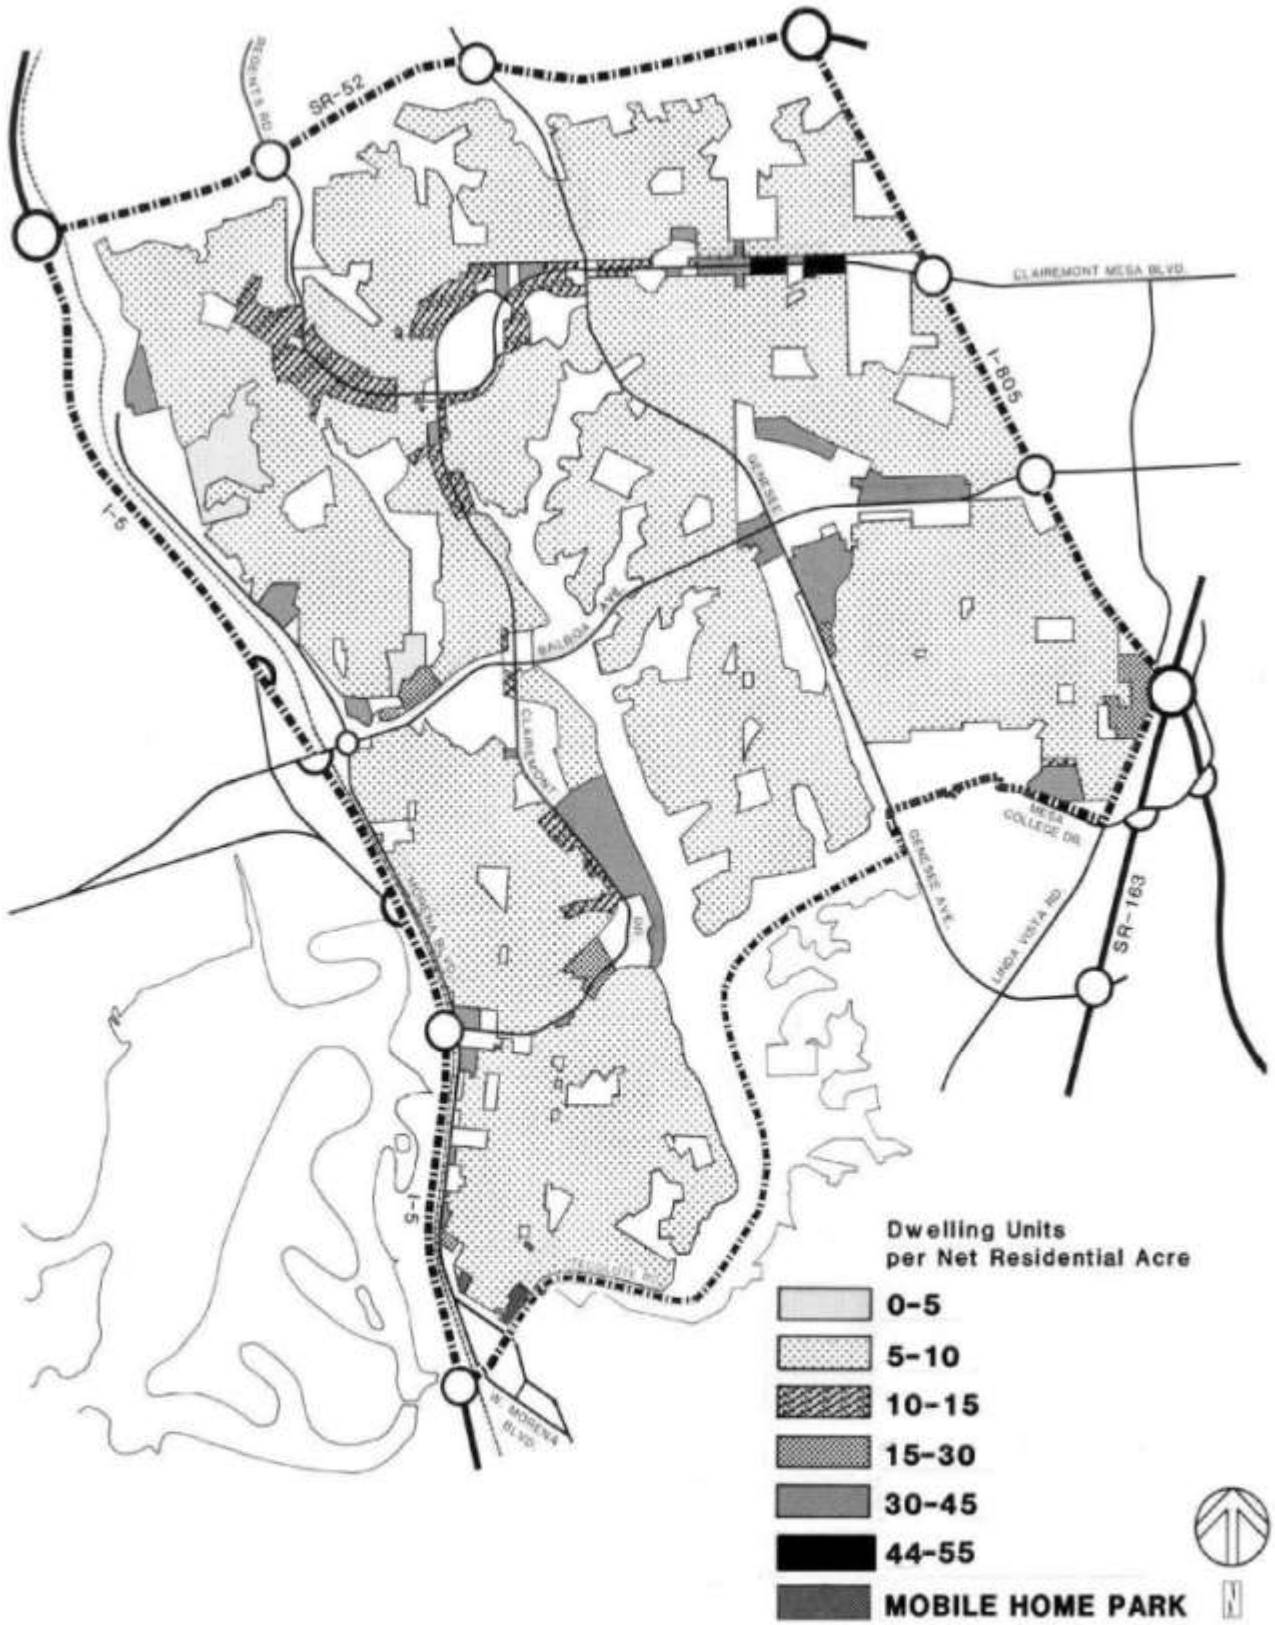 REGENTS RD
SR-52
CLAIREMONT MESA BLVD.
I-805
GENESEE
I-5
BALBOA AVE
CLAIREMONT
MESA
COLLEGE DR.
GENESEE AVE.
LINDA VISTA RD
SR-163
MORENA BLVD.
DR.
I-5
W. MORENA
BLVD.
Dwelling Units
per Net Residential Acre
0-5
5-10
10-15
15-30
30-45
44-55
MOBILE HOME PARK
N